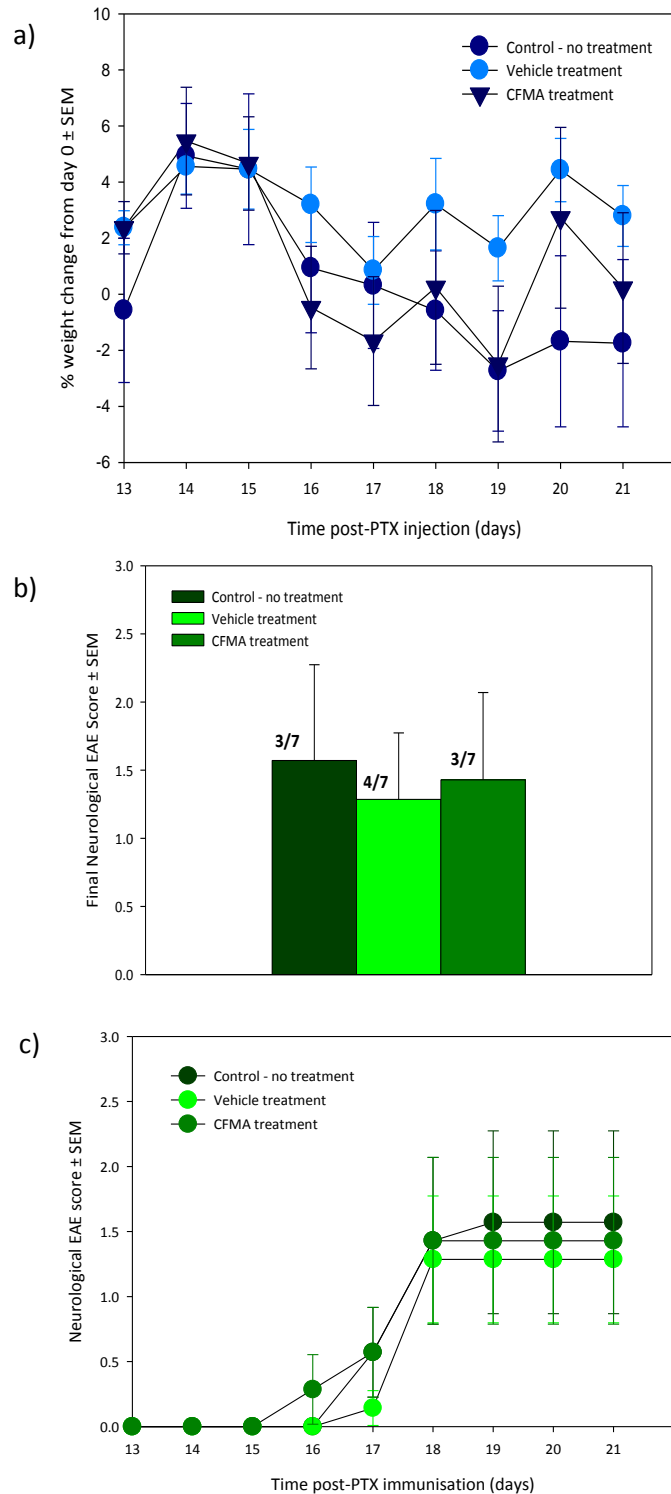 a)
Control - no treatment
Vehicle treatment
CFMA treatment
% weight change from day 0 ± SEM
10
8
6
4
2
0
-2
-4
-6
13 14 15 16 17 18 19 20 21
Time post-PTX injection (days)
b)
Control - no treatment
Vehicle treatment
CFMA treatment
Final Neurological EAE Score ± SEM
3.0
2.5
2.0
1.5
1.0
0.5
0.0
3/7 4/7 3/7
c)
Control - no treatment
Vehicle treatment
CFMA treatment
Neurological EAE score ± SEM
3.0
2.5
2.0
1.5
1.0
0.5
0.0
13 14 15 16 17 18 19 20 21
Time post-PTX immunisation (days)